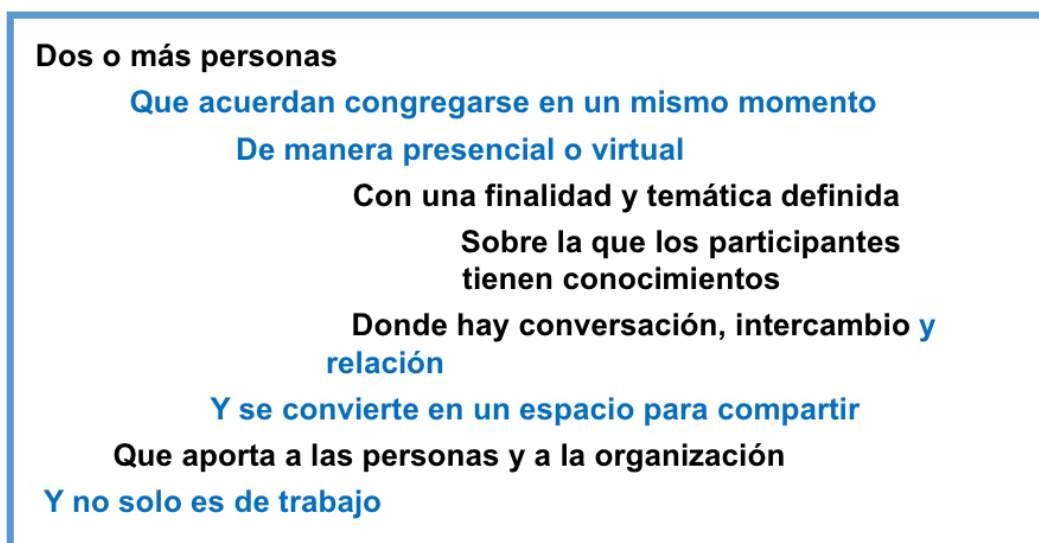 Dos o más personas
Que acuerdan congregarse en un mismo momento
De manera presencial o virtual
Con una finalidad y temática definida
Sobre la que los participantes
tienen conocimientos
Donde hay conversación, intercambio y
relación
Y se convierte en un espacio para compartir
Que aporta a las personas y a la organización
Y no solo es de trabajo